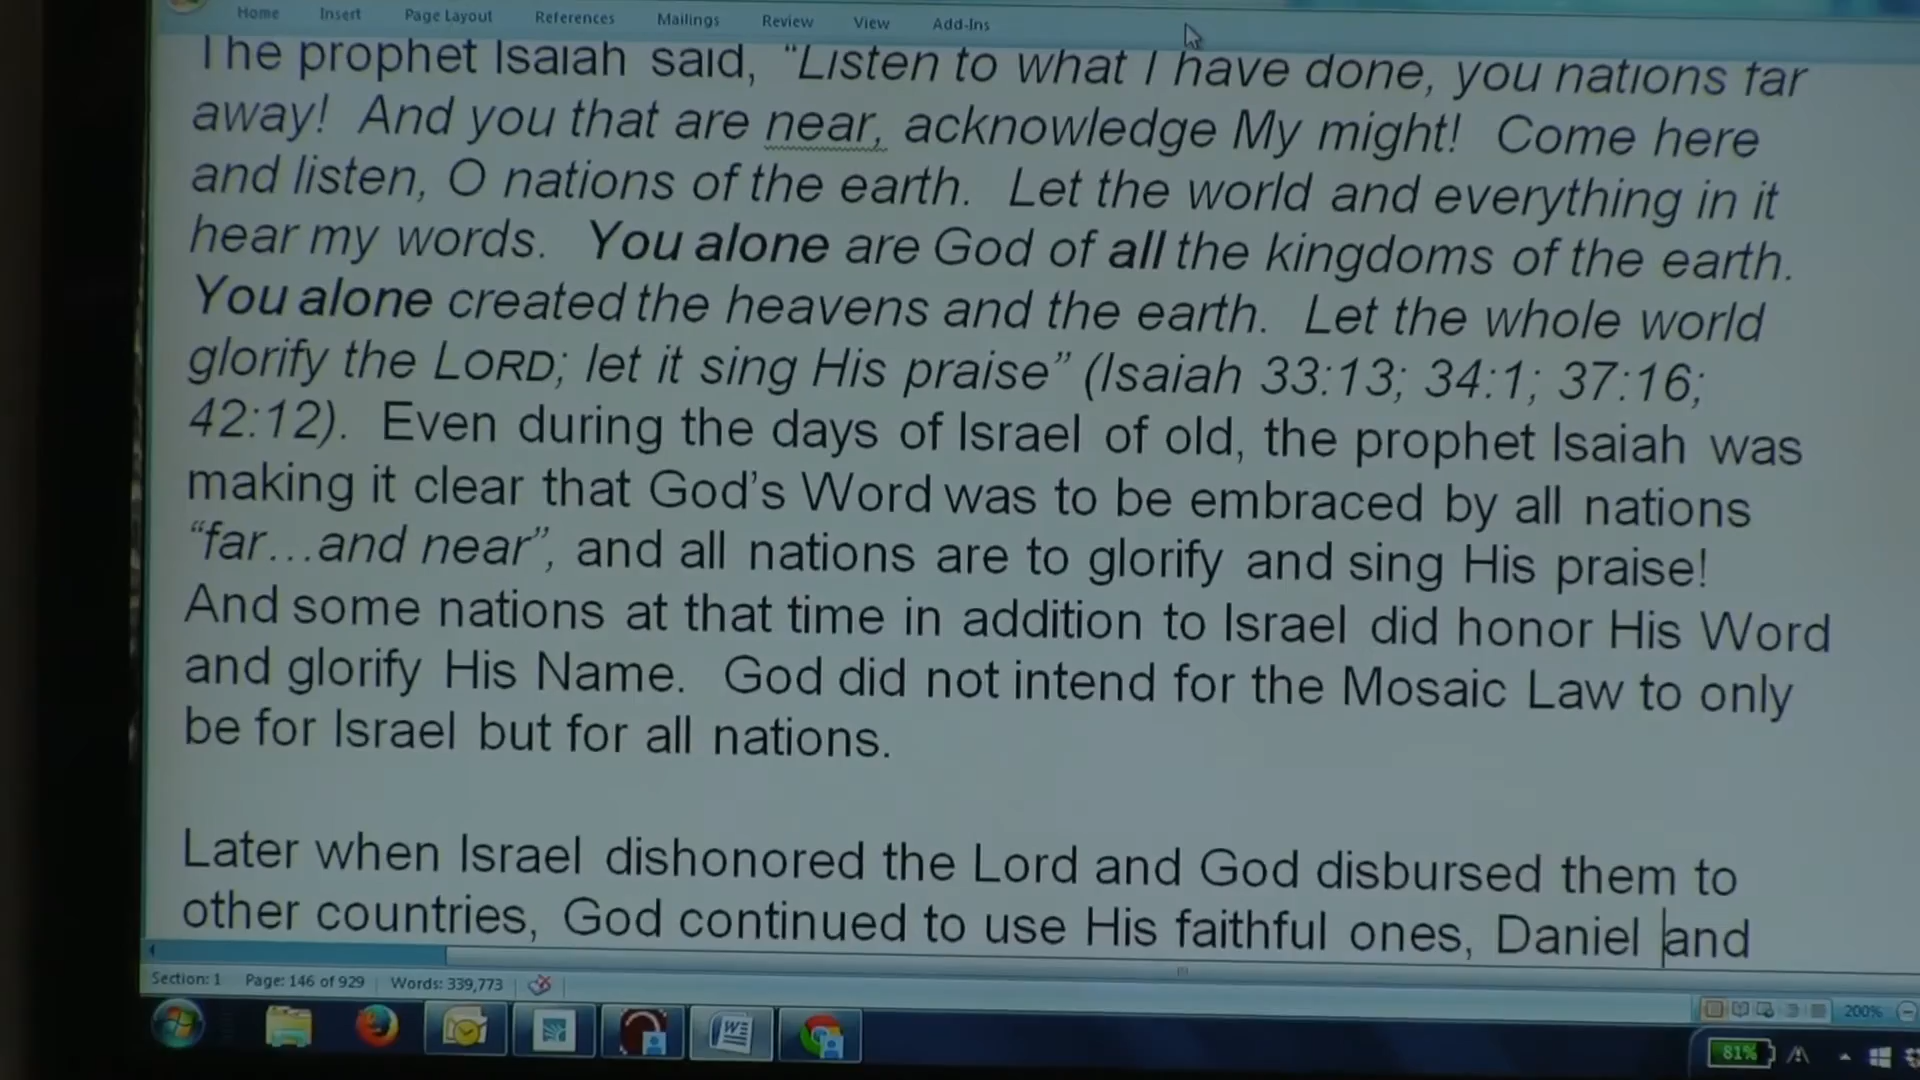 Home Insert Page Layout References Mailings Review View Add-Ins
The prophet Isaiah said, “Listen to what I have done, you nations far
away! And you that are near, acknowledge My might! Come here
and listen, O nations of the earth. Let the world and everything in it
hear my words. You alone are God of all the kingdoms of the earth.
You alone created the heavens and the earth. Let the whole world
glorify the LORD; let it sing His praise” (Isaiah 33:13; 34:1; 37:16;
42:12). Even during the days of Israel of old, the prophet Isaiah was
making it clear that God’s Word was to be embraced by all nations
“far…and near”, and all nations are to glorify and sing His praise!
And some nations at that time in addition to Israel did honor His Word
and glorify His Name. God did not intend for the Mosaic Law to only
be for Israel but for all nations.
Later when Israel dishonored the Lord and God disbursed them to
other countries, God continued to use His faithful ones, Daniel and
Section: 1 Page: 146 of 929 Words: 339,773
200%
81%